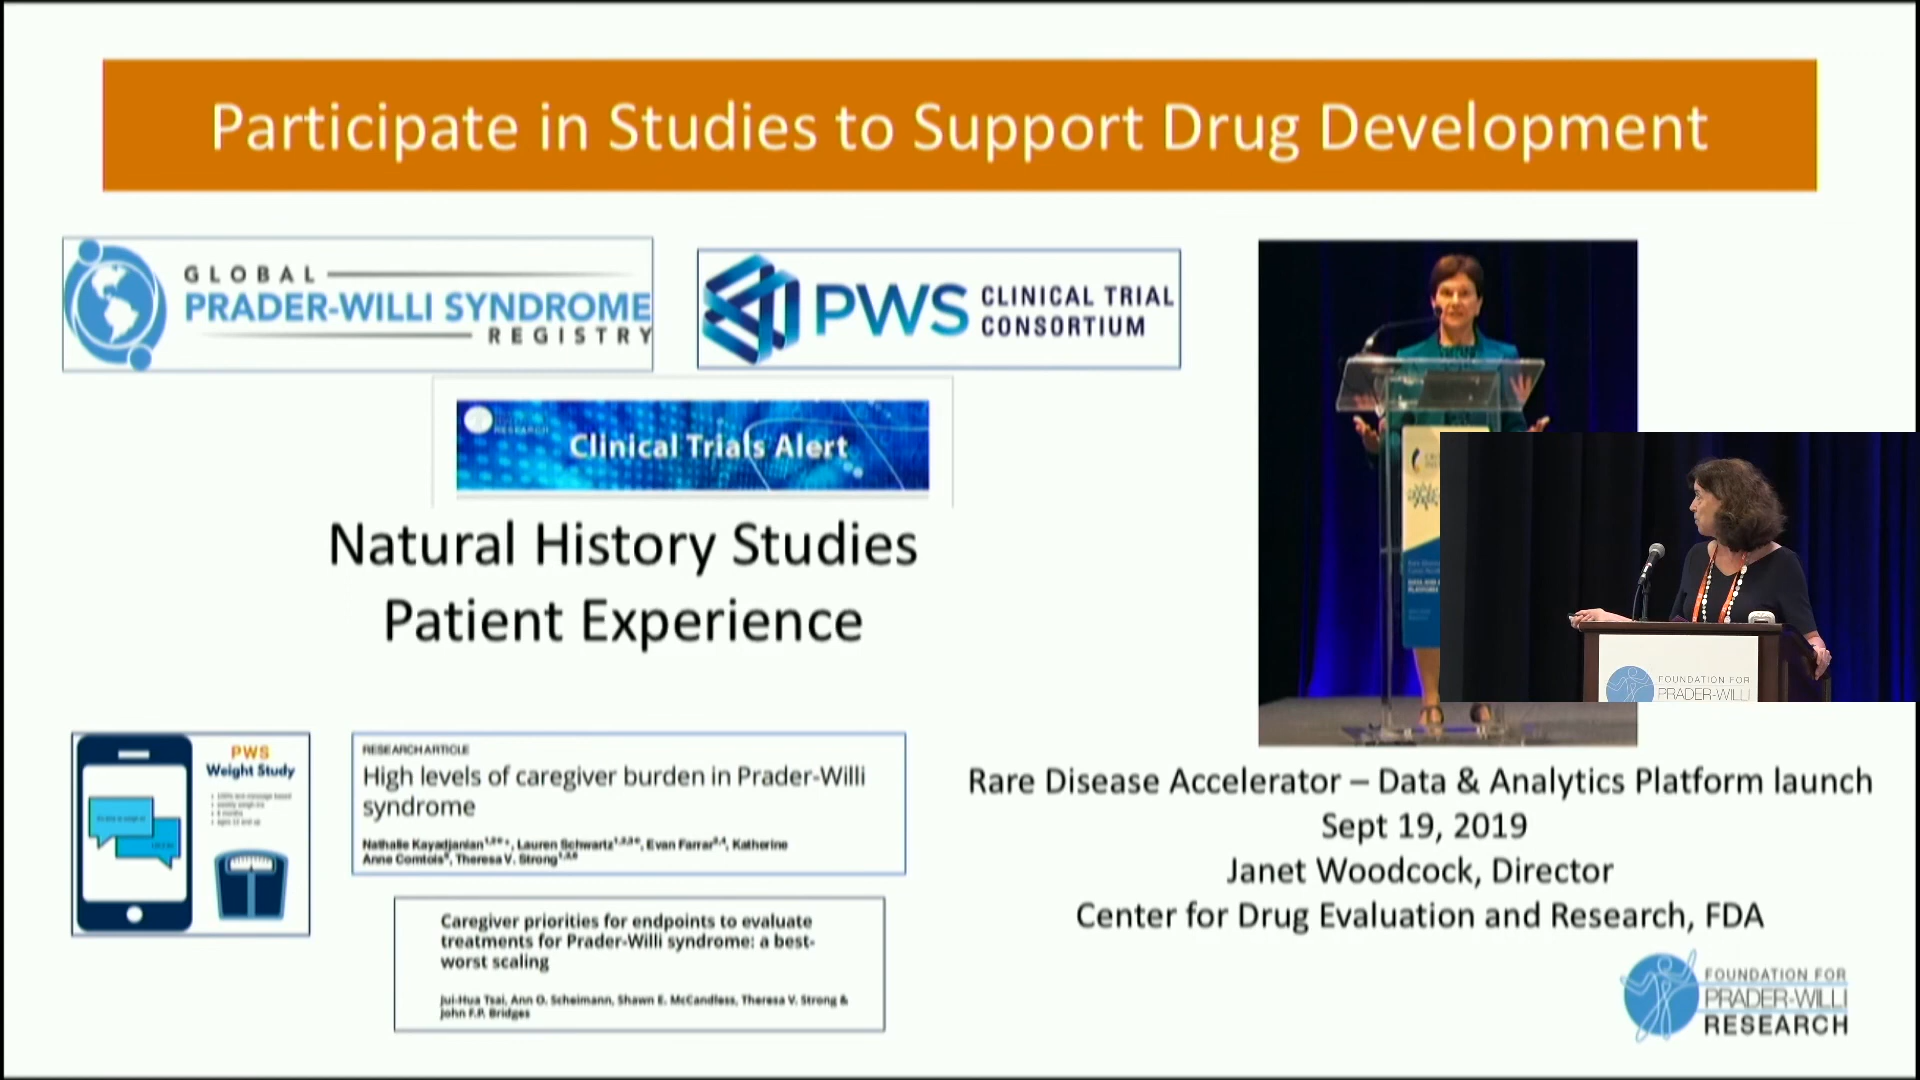 Participate in Studies to Support Drug Development
GLOBAL
PRADER-WILLI SYNDROME
REGISTRY
PWS CLINICAL TRIAL
CONSORTIUM
RESEARCH
Clinical Trials Alert
Natural History Studies
Patient Experience
PWS
Weight Study
RESEARCH ARTICLE
High levels of caregiver burden in Prader-Willi
syndrome
Nathalie Kayadjanian, Lauren Schwartz, Evan Farrar, Katherine
Anne Comtois, Theresa V. Strong
Caregiver priorities for endpoints to evaluate
treatments for Prader-Willi syndrome: a best-
worst scaling
Jui-Hua Tsai, Ann O. Scheimann, Shawn E. McCandless, Theresa V. Strong &
John F.P. Bridges
FOUNDATION FOR
PRADER-WILLI
Rare Disease Accelerator – Data & Analytics Platform launch
Sept 19, 2019
Janet Woodcock, Director
Center for Drug Evaluation and Research, FDA
FOUNDATION FOR
PRADER-WILLI
RESEARCH